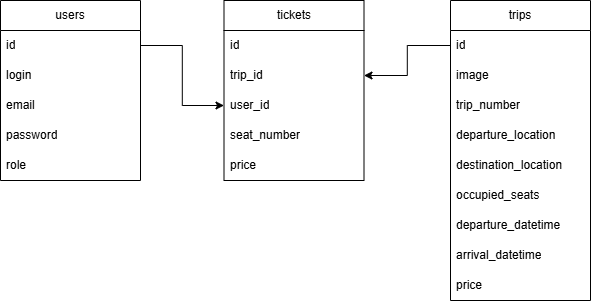 users
id
login
email
password
role
tickets
id
trip_id
user_id
seat_number
price
trips
id
image
trip_number
departure_location
destination_location
occupied_seats
departure_datetime
arrival_datetime
price